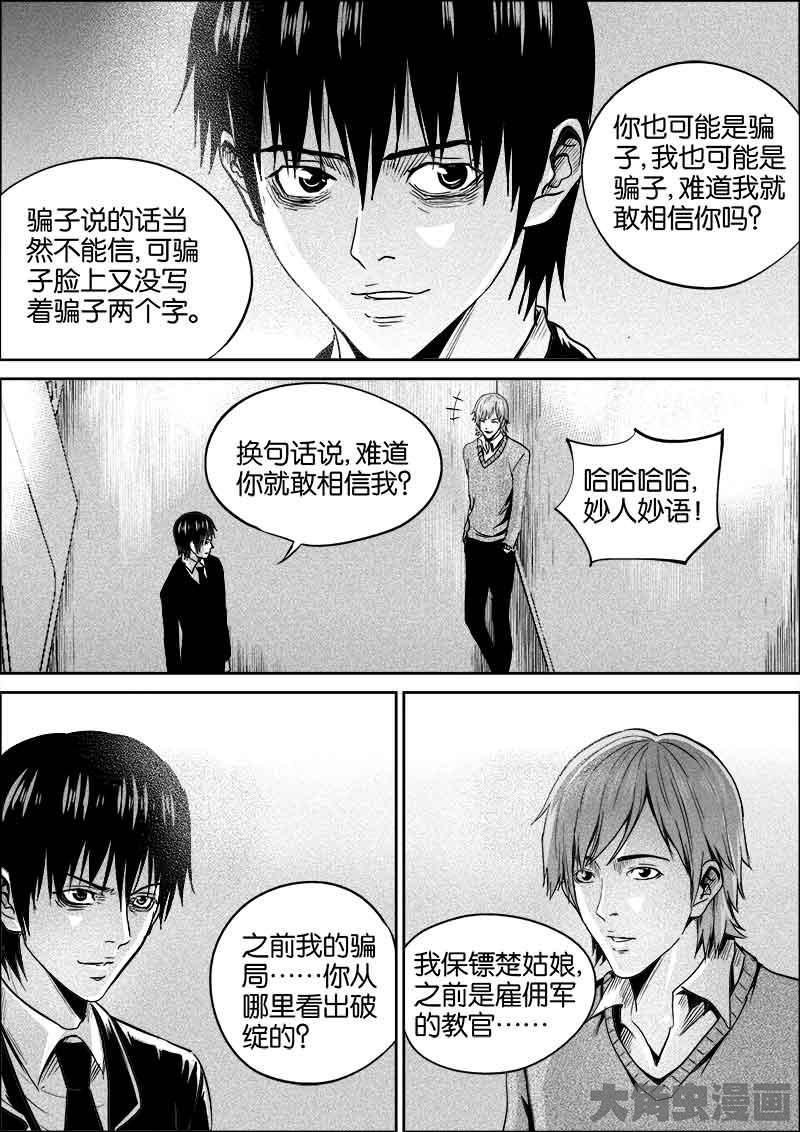 骗子说的话当
然不能信,可骗
子脸上又没写
着骗子两个字。
你也可能是骗
子,我也可能是
骗子,难道我就
敢相信你吗?
换句话说,难道
你就敢相信我?
哈哈哈哈,
妙人妙语!
之前我的骗
局……你从
哪里看出破
绽的?
我保镖楚姑娘,
之前是雇佣军
的教官……
大角虫漫画